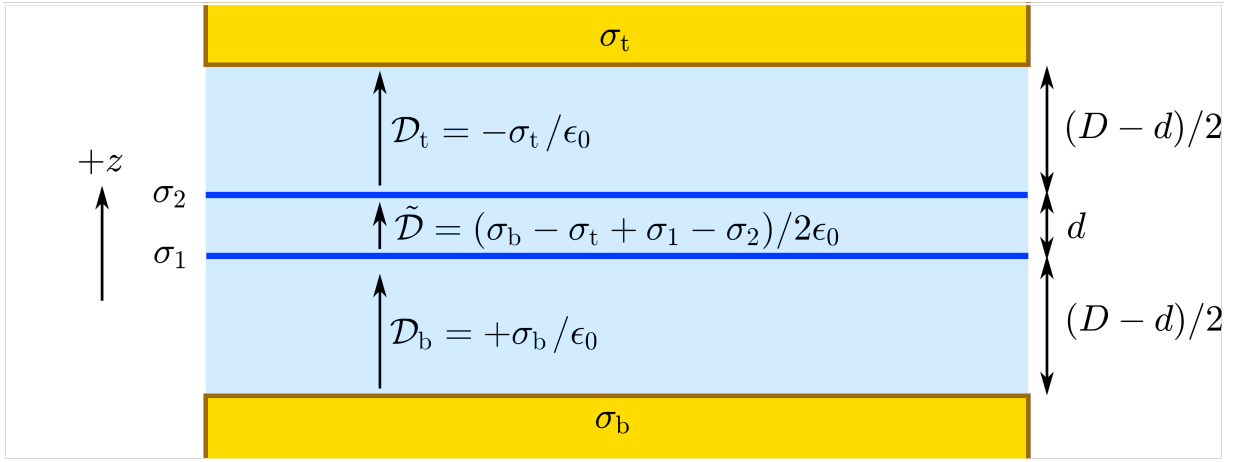 σ_t
𝒟_t = −σ_t/ϵ_0
(D − d)/2
+z
σ_2
𝒟̃ = (σ_b − σ_t + σ_1 − σ_2)/2ϵ_0
d
σ_1
𝒟_b = +σ_b/ϵ_0
(D − d)/2
σ_b